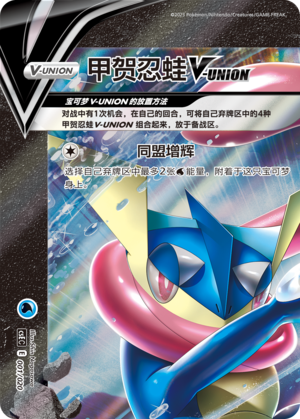 ©2023 Pokémon/Nintendo/Creatures/GAME FREAK.
V-UNION
甲贺忍蛙V-UNION
宝可梦V-UNION的放置方法
对战中有1次机会，在自己的回合，可将自己弃牌区中的4种
甲贺忍蛙V-UNION 组合起来，放于备战区。
同盟增辉
选择自己弃牌区中最多2张能量，附着于这只宝可梦
身上。
001/020